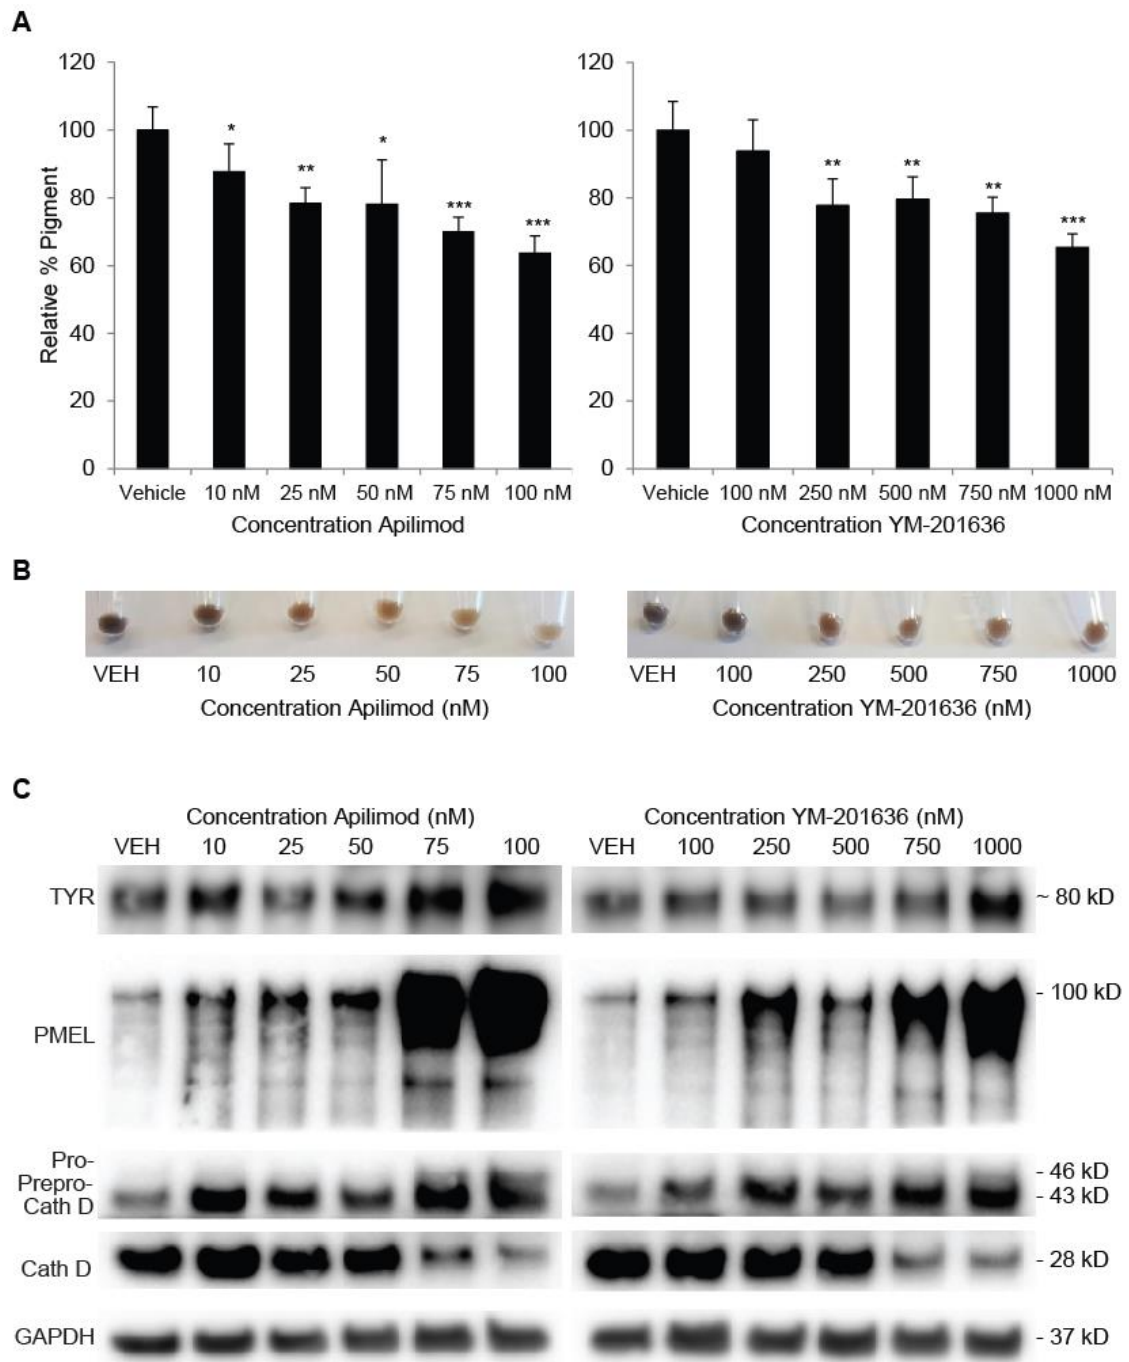 A
120
100
80
60
40
20
0
Relative % Pigment
* ** * *** ***
Vehicle 10 nM 25 nM 50 nM 75 nM 100 nM
Concentration Apilimod
120
100
80
60
40
20
0
** ** ** ***
Vehicle 100 nM 250 nM 500 nM 750 nM 1000 nM
Concentration YM-201636
B
VEH 10 25 50 75 100
Concentration Apilimod (nM)
VEH 100 250 500 750 1000
Concentration YM-201636 (nM)
C
Concentration Apilimod (nM)
VEH 10 25 50 75 100
Concentration YM-201636 (nM)
VEH 100 250 500 750 1000
TYR
~ 80 kD
- 100 kD
PMEL
Pro-
Prepro-
Cath D
- 46 kD
- 43 kD
Cath D
- 28 kD
GAPDH
- 37 kD